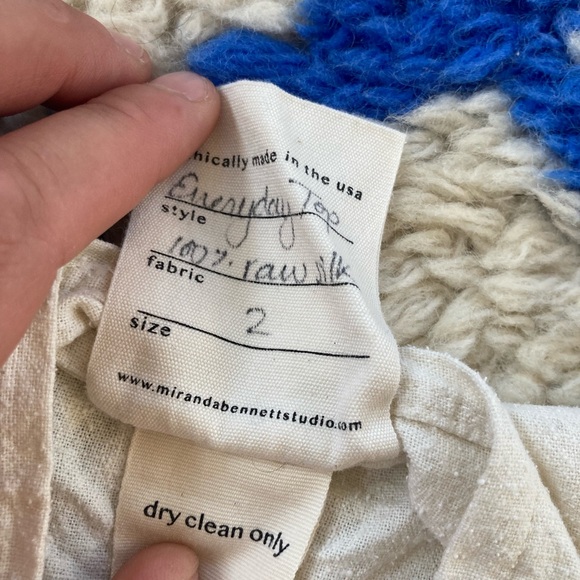 hically made in the usa
Everyday Top
style
100% raw silk
fabric
2
size
www.mirandabennettstudio.com
dry clean only